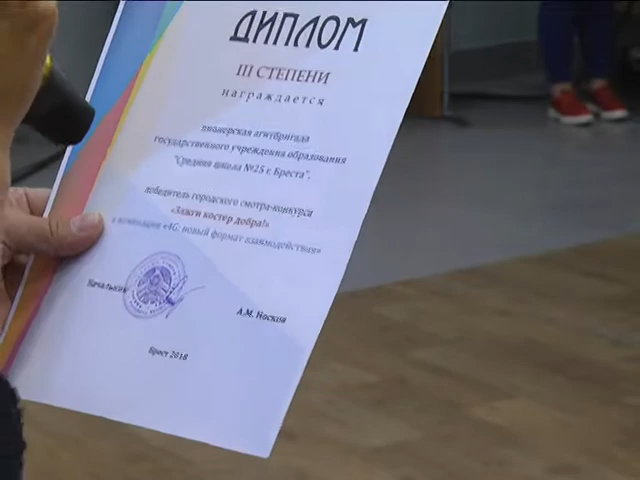 ДИПЛОМ
III СТЕПЕНИ
награждается
пионерская агитбригада
государственного учреждения образования
"Средняя школа №25 г. Бреста",
победитель городского смотра-конкурса
«Зажги костер добра!»
в номинации «4G: новый формат взаимодействия»
Начальник
А.М. Носков
Брест 2018